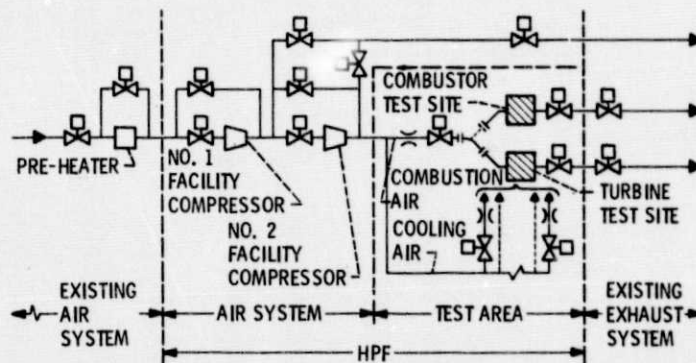 COMBUSTOR
TEST SITE
PRE-HEATER
NO. 1
FACILITY
COMPRESSOR
NO. 2
FACILITY
COMPRESSOR
COMBUSTION
AIR
COOLING
AIR
TURBINE
TEST SITE
EXISTING
AIR
SYSTEM
AIR SYSTEM
TEST AREA
EXISTING
EXHAUST
SYSTEM
HPF